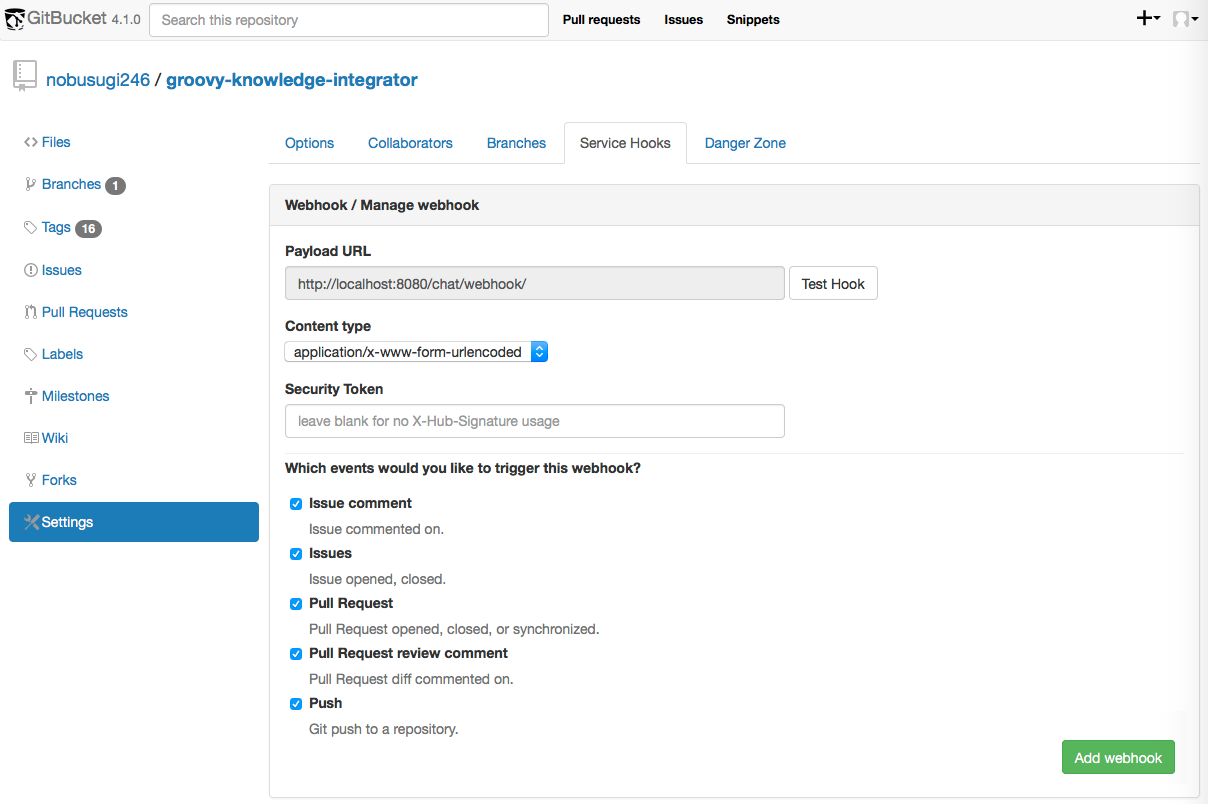 GitBucket 4.1.0 Search this repository Pull requests Issues Snippets
nobusugi246 / groovy-knowledge-integrator
Files
Branches 1
Tags 16
Issues
Pull Requests
Labels
Milestones
Wiki
Forks
Settings
Options Collaborators Branches Service Hooks Danger Zone
Webhook / Manage webhook
Payload URL
http://localhost:8080/chat/webhook/ Test Hook
Content type
application/x-www-form-urlencoded
Security Token
leave blank for no X-Hub-Signature usage
Which events would you like to trigger this webhook?
Issue comment
Issue commented on.
Issues
Issue opened, closed.
Pull Request
Pull Request opened, closed, or synchronized.
Pull Request review comment
Pull Request diff commented on.
Push
Git push to a repository.
Add webhook